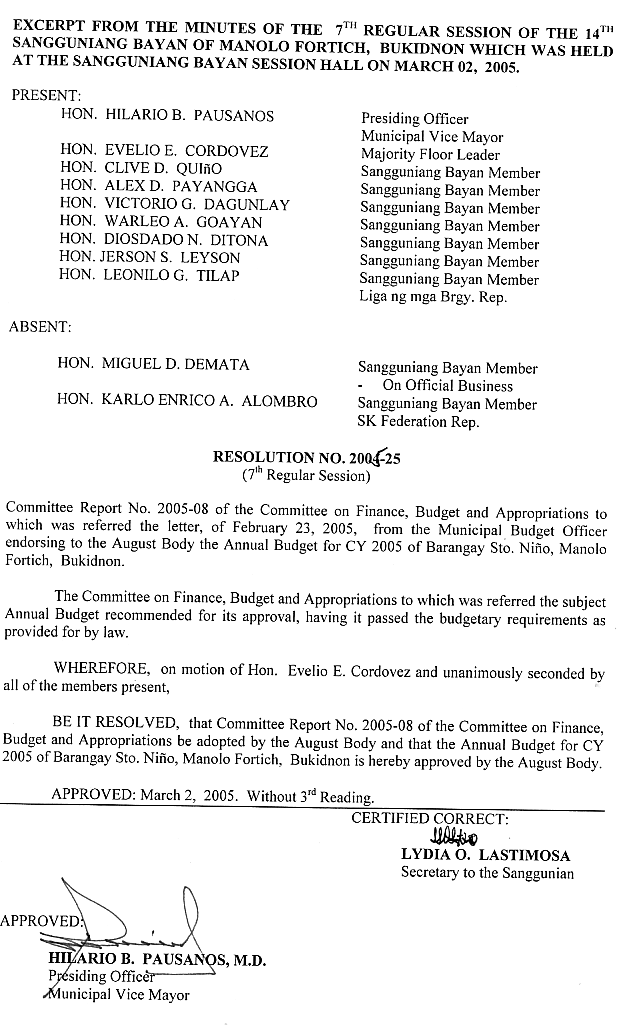 EXCERPT FROM THE MINUTES OF THE 7TH REGULAR SESSION OF THE 14TH
SANGGUNIANG BAYAN OF MANOLO FORTICH, BUKIDNON WHICH WAS HELD
AT THE SANGGUNIANG BAYAN SESSION HALL ON MARCH 02, 2005.
PRESENT:
HON. HILARIO B. PAUSANOS Presiding Officer
Municipal Vice Mayor
HON. EVELIO E. CORDOVEZ Majority Floor Leader
HON. CLIVE D. QUIñO Sangguniang Bayan Member
HON. ALEX D. PAYANGGA Sangguniang Bayan Member
HON. VICTORIO G. DAGUNLAY Sangguniang Bayan Member
HON. WARLEO A. GOAYAN Sangguniang Bayan Member
HON. DIOSDADO N. DITONA Sangguniang Bayan Member
HON. JERSON S. LEYSON Sangguniang Bayan Member
HON. LEONILO G. TILAP Sangguniang Bayan Member
Liga ng mga Brgy. Rep.
ABSENT:
HON. MIGUEL D. DEMATA Sangguniang Bayan Member
- On Official Business
HON. KARLO ENRICO A. ALOMBRO Sangguniang Bayan Member
SK Federation Rep.
RESOLUTION NO. 2005-25
(7th Regular Session)
Committee Report No. 2005-08 of the Committee on Finance, Budget and Appropriations to
which was referred the letter, of February 23, 2005, from the Municipal Budget Officer
endorsing to the August Body the Annual Budget for CY 2005 of Barangay Sto. Niño, Manolo
Fortich, Bukidnon.
The Committee on Finance, Budget and Appropriations to which was referred the subject
Annual Budget recommended for its approval, having it passed the budgetary requirements as
provided for by law.
WHEREFORE, on motion of Hon. Evelio E. Cordovez and unanimously seconded by
all of the members present,
BE IT RESOLVED, that Committee Report No. 2005-08 of the Committee on Finance,
Budget and Appropriations be adopted by the August Body and that the Annual Budget for CY
2005 of Barangay Sto. Niño, Manolo Fortich, Bukidnon is hereby approved by the August Body.
APPROVED: March 2, 2005. Without 3rd Reading.
CERTIFIED CORRECT:
LYDIA O. LASTIMOSA
Secretary to the Sanggunian
APPROVED:
HILARIO B. PAUSANOS, M.D.
Presiding Officer
Municipal Vice Mayor